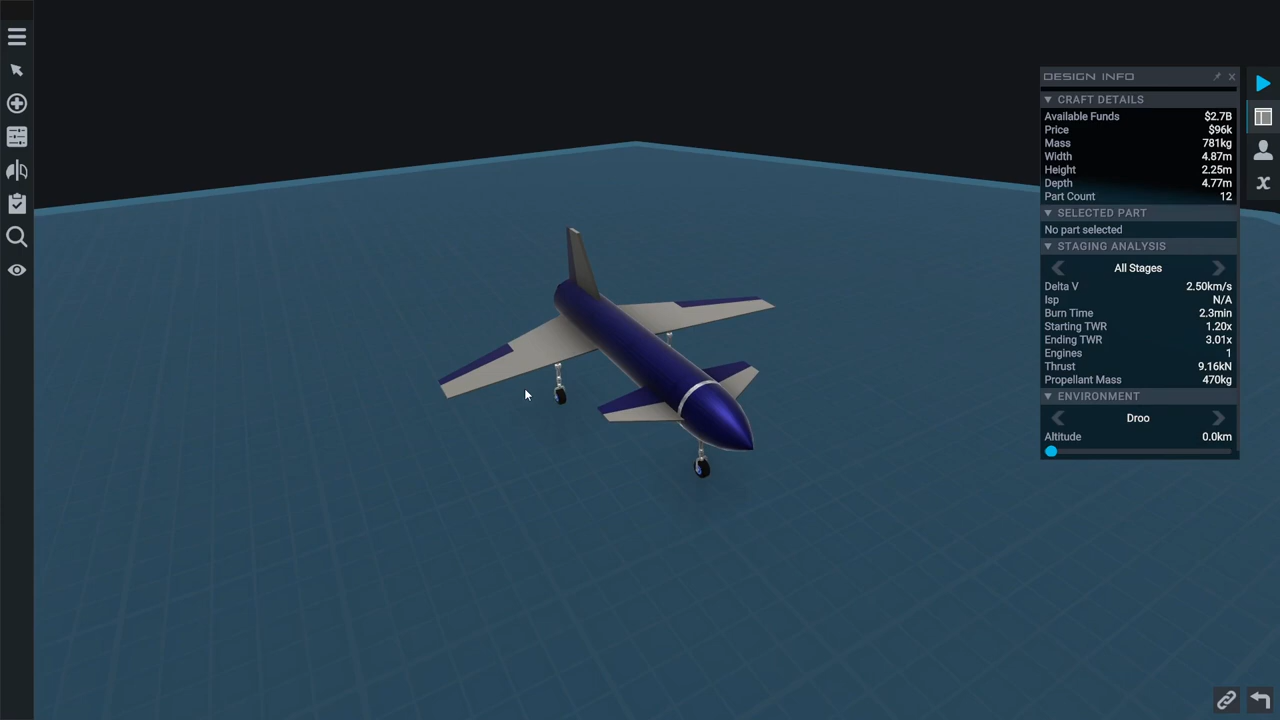 DESIGN INFO
CRAFT DETAILS
Available Funds $2.7B
Price $96k
Mass 781kg
Width 4.87m
Height 2.25m
Depth 4.77m
Part Count 12
SELECTED PART
No part selected
STAGING ANALYSIS
All Stages
Delta V 2.50km/s
Isp N/A
Burn Time 2.3min
Starting TWR 1.20x
Ending TWR 3.01x
Engines 1
Thrust 9.16kN
Propellant Mass 470kg
ENVIRONMENT
Droo
Altitude 0.0km